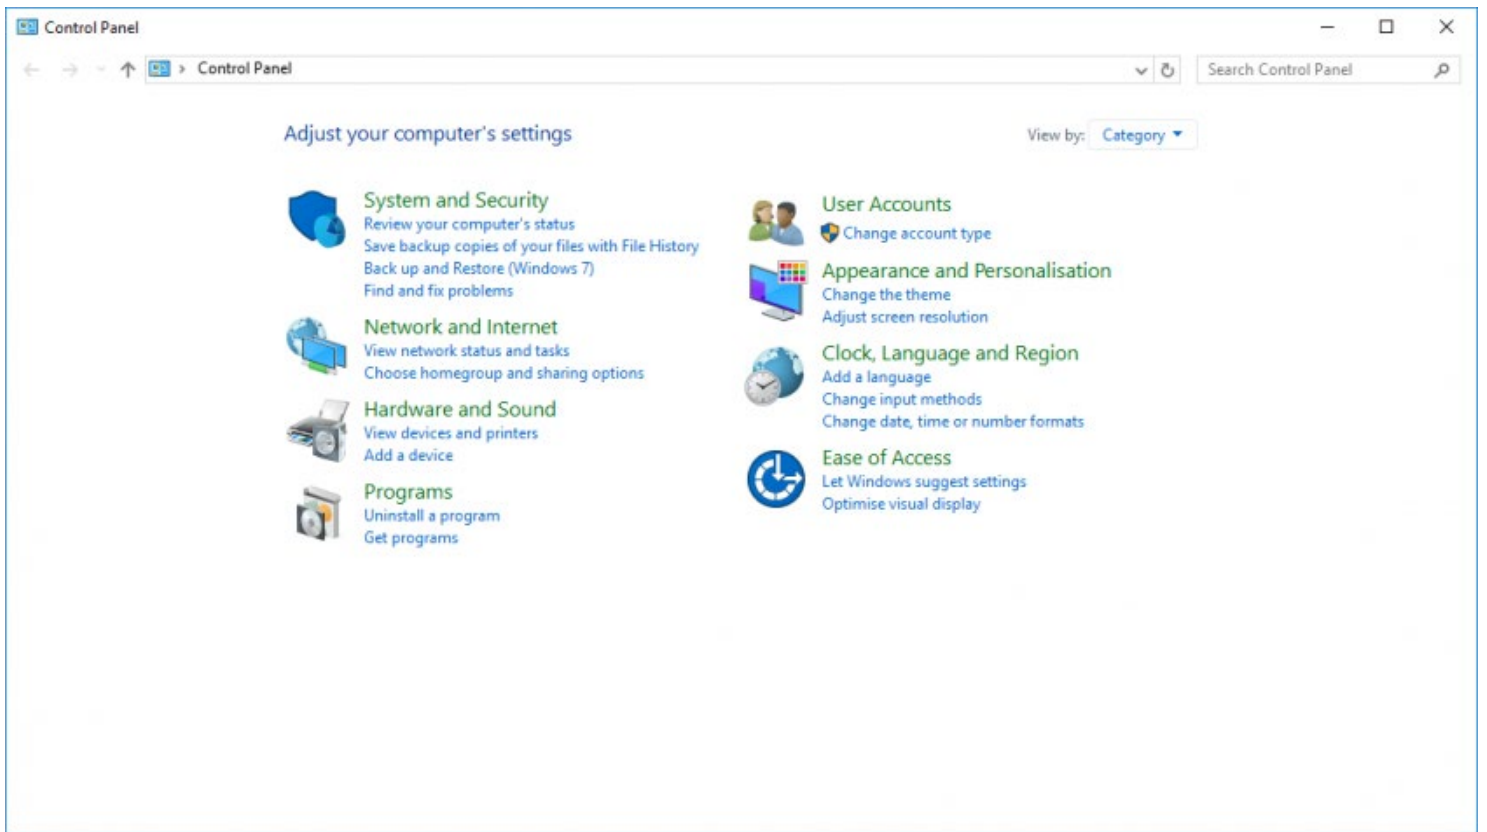 Control Panel
Control Panel
Search Control Panel
Adjust your computer's settings
View by: Category
System and Security
Review your computer's status
Save backup copies of your files with File History
Back up and Restore (Windows 7)
Find and fix problems
Network and Internet
View network status and tasks
Choose homegroup and sharing options
Hardware and Sound
View devices and printers
Add a device
Programs
Uninstall a program
Get programs
User Accounts
Change account type
Appearance and Personalisation
Change the theme
Adjust screen resolution
Clock, Language and Region
Add a language
Change input methods
Change date, time or number formats
Ease of Access
Let Windows suggest settings
Optimise visual display